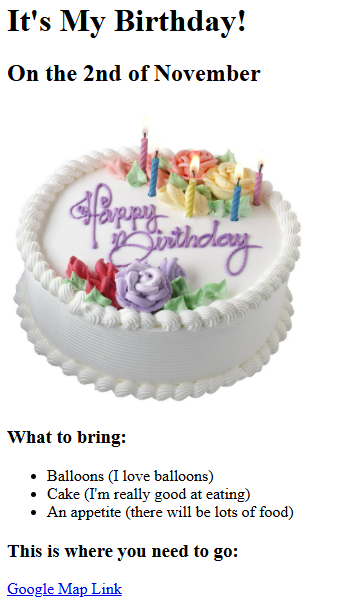 It's My Birthday!
On the 2nd of November
Happy
Birthday
What to bring:
Balloons (I love balloons)
Cake (I'm really good at eating)
An appetite (there will be lots of food)
This is where you need to go:
Google Map Link